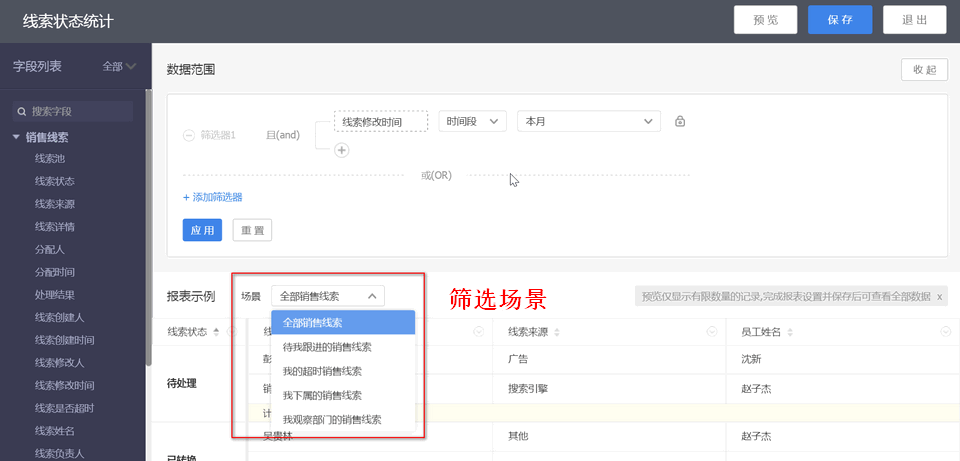 线索状态统计
预 览
保 存
退 出
字段列表
全部
搜索字段
销售线索
线索池
线索状态
线索来源
线索详情
分配人
分配时间
处理结果
线索创建人
线索创建时间
线索修改人
线索修改时间
线索是否超时
线索姓名
线索负责人
数据范围
收 起
筛选器1
且(and)
线索修改时间
时间段
本月
或(OR)
+ 添加筛选器
应 用
重 置
报表示例
场景
全部销售线索
筛选场景
预览仅显示有限数量的记录,完成报表设置并保存后可查看全部数据 x
全部销售线索
待我跟进的销售线索
我的超时销售线索
我下属的销售线索
我观察部门的销售线索
线索状态
线索来源
员工姓名
待处理
广告
沈新
搜索引擎
赵子杰
吴贵林
其他
赵子杰
已转换